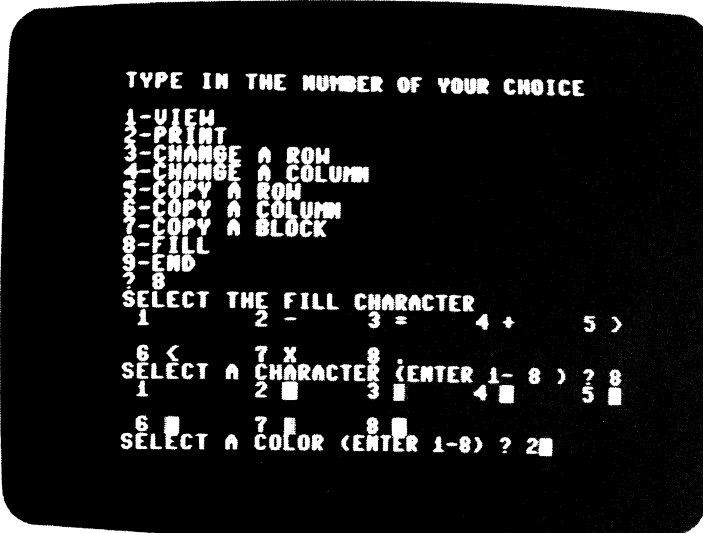 TYPE IN THE NUMBER OF YOUR CHOICE
1-VIEW
2-PRINT
3-CHANGE A ROW
4-CHANGE A COLUMN
5-COPY A ROW
6-COPY A COLUMN
7-COPY A BLOCK
8-FILL
9-END
? 8
SELECT THE FILL CHARACTER
1 2 - 3 = 4 + 5 >
6 < 7 X 8 .
SELECT A CHARACTER (ENTER 1- 8 ) ? 8
1 2 3 4 5
6 7 8
SELECT A COLOR (ENTER 1-8) ? 2